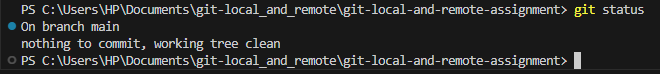 PS C:\Users\HP\Documents\git-local_and_remote\git-local-and-remote-assignment> git status
On branch main
nothing to commit, working tree clean
PS C:\Users\HP\Documents\git-local_and_remote\git-local-and-remote-assignment>